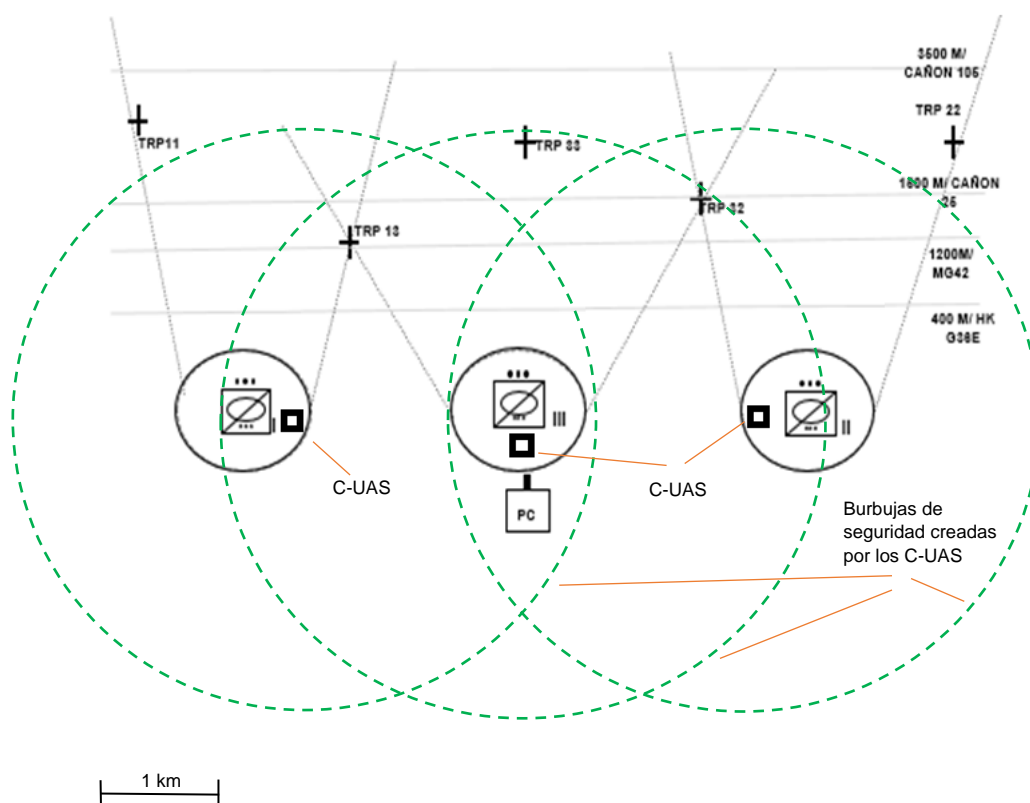 3500 M/
CAÑON 105
TRP 22
TRP11
TRP 33
1800 M/ CAÑON
25
TRP 32
TRP 13
1200M/
MG42
400 M/ HK
G36E
I
III
II
C-UAS
C-UAS
PC
Burbujas de
seguridad creadas
por los C-UAS
1 km